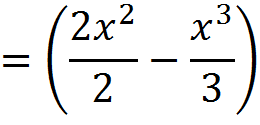 = (2x²/2 − x³/3)